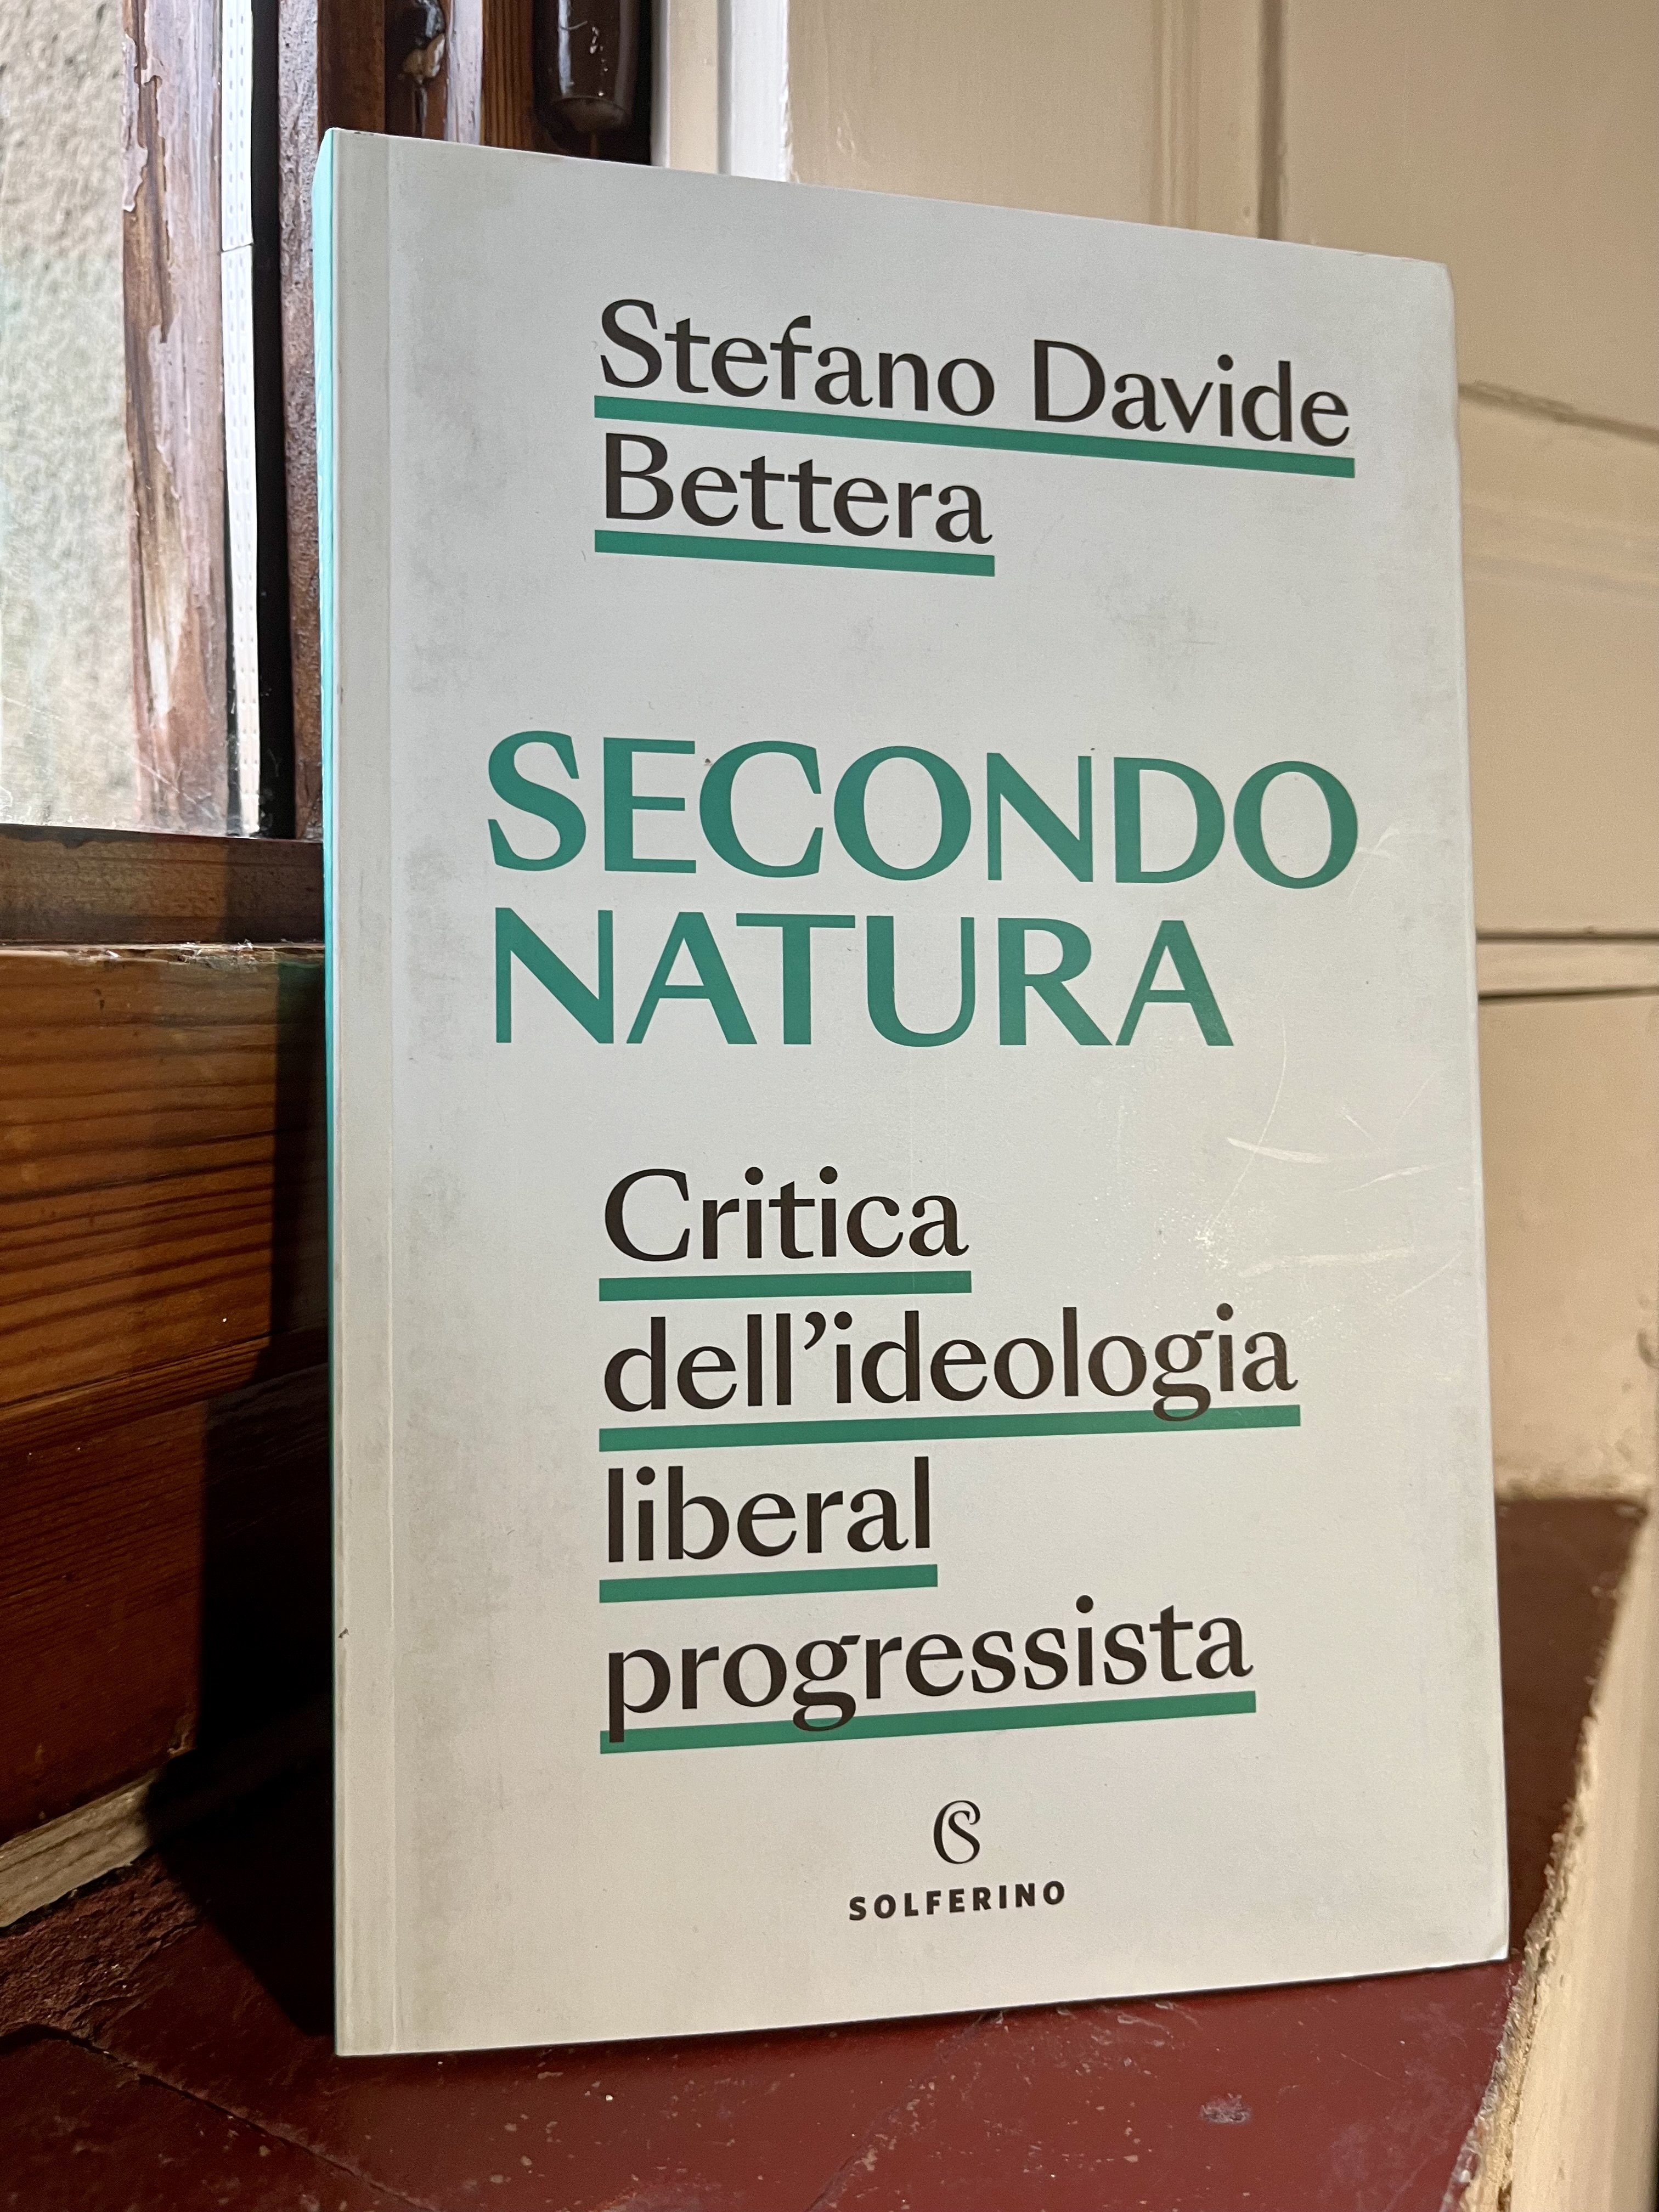 Stefano Davide
Bettera
SECONDO
NATURA
Critica
dell’ideologia
liberal
progressista
SOLFERINO